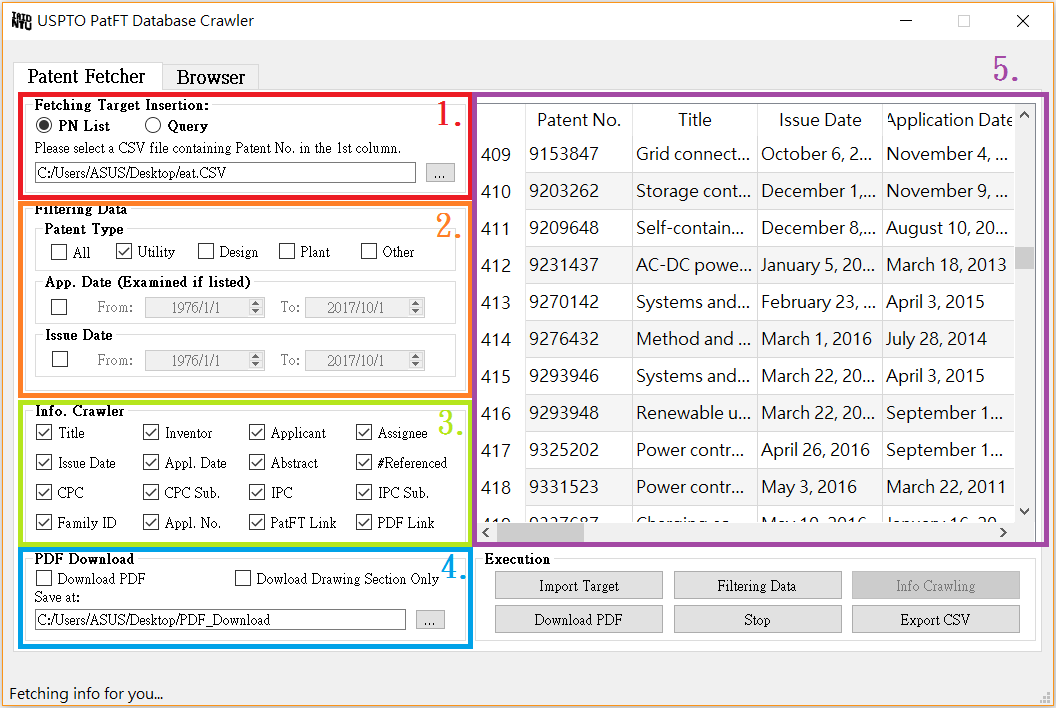 USPTO PatFT Database Crawler
Patent Fetcher Browser
5.
Fetching Target Insertion:
1.
PN List Query
Please select a CSV file containing Patent No. in the 1st column.
C:/Users/ASUS/Desktop/eat.CSV ...
Filtering Data
2.
Patent Type
All Utility Design Plant Other
App. Date (Examined if listed)
From: 1976/1/1 To: 2017/10/1
Issue Date
From: 1976/1/1 To: 2017/10/1
Info. Crawler
3.
Title Inventor Applicant Assignee
Issue Date Appl. Date Abstract #Referenced
CPC CPC Sub. IPC IPC Sub.
Family ID Appl. No. PatFT Link PDF Link
PDF Download
4.
Download PDF Dowload Drawing Section Only
Save at:
C:/Users/ASUS/Desktop/PDF_Download ...
Patent No. Title Issue Date Application Date
409 9153847 Grid connect... October 6, 2... November 4, ...
410 9203262 Storage cont... December 1,... November 9, ...
411 9209648 Self-contain... December 8,... August 10, 20...
412 9231437 AC-DC powe... January 5, 20... March 18, 2013
413 9270142 Systems and... February 23, ... April 3, 2015
414 9276432 Method and ... March 1, 2016 July 28, 2014
415 9293946 Systems and... March 22, 20... April 3, 2015
416 9293948 Renewable u... March 22, 20... September 1...
417 9325202 Power contr... April 26, 2016 September 1...
418 9331523 Power contr... May 3, 2016 March 22, 2011
Execution
Import Target Filtering Data Info Crawling
Download PDF Stop Export CSV
Fetching info for you...